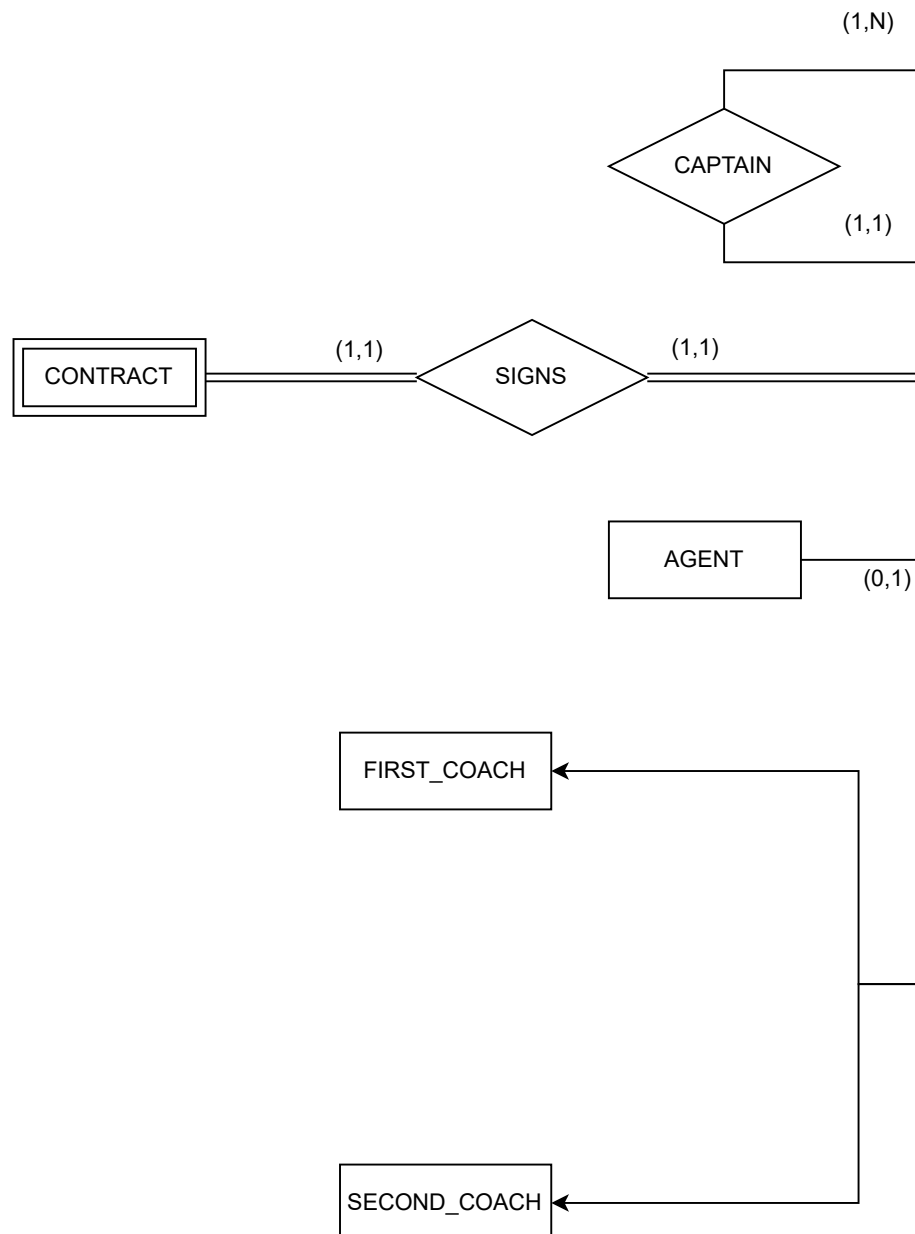 (1,N)
CAPTAIN
(1,1)
CONTRACT
(1,1)
SIGNS
(1,1)
AGENT
(0,1)
FIRST_COACH
SECOND_COACH